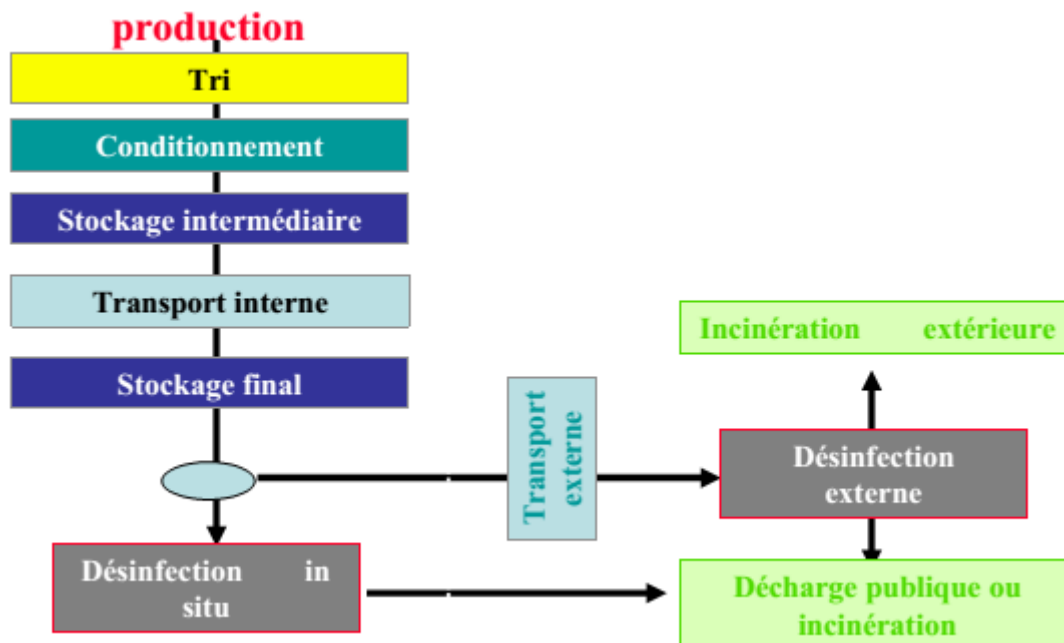 production
Tri
Conditionnement
Stockage intermédiaire
Transport interne
Stockage final
Transport
externe
Incinération extérieure
Désinfection
externe
Désinfection in
situ
Décharge publique ou
incinération